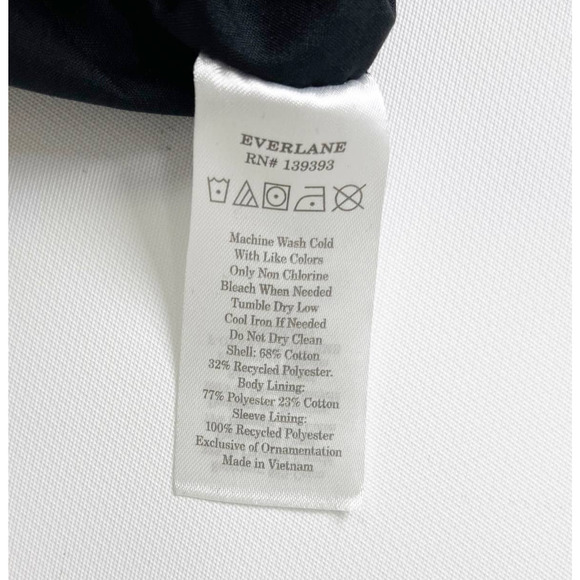 EVERLANE
RN# 139393
Machine Wash Cold
With Like Colors
Only Non Chlorine
Bleach When Needed
Tumble Dry Low
Cool Iron If Needed
Do Not Dry Clean
Shell: 68% Cotton
32% Recycled Polyester.
Body Lining:
77% Polyester 23% Cotton
Sleeve Lining:
100% Recycled Polyester
Exclusive of Ornamentation
Made in Vietnam